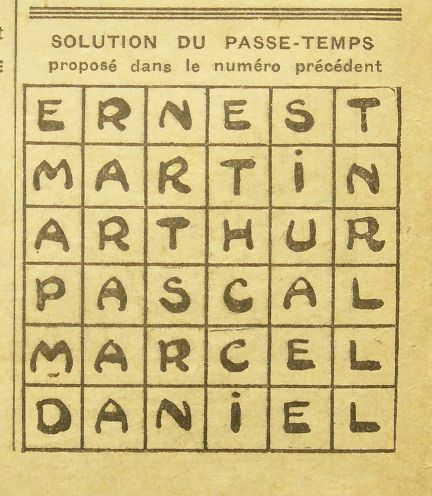 SOLUTION DU PASSE-TEMPS
proposé dans le numéro précédent
ERNEST
MARTIN
ARTHUR
PASCAL
MARCEL
DANIEL